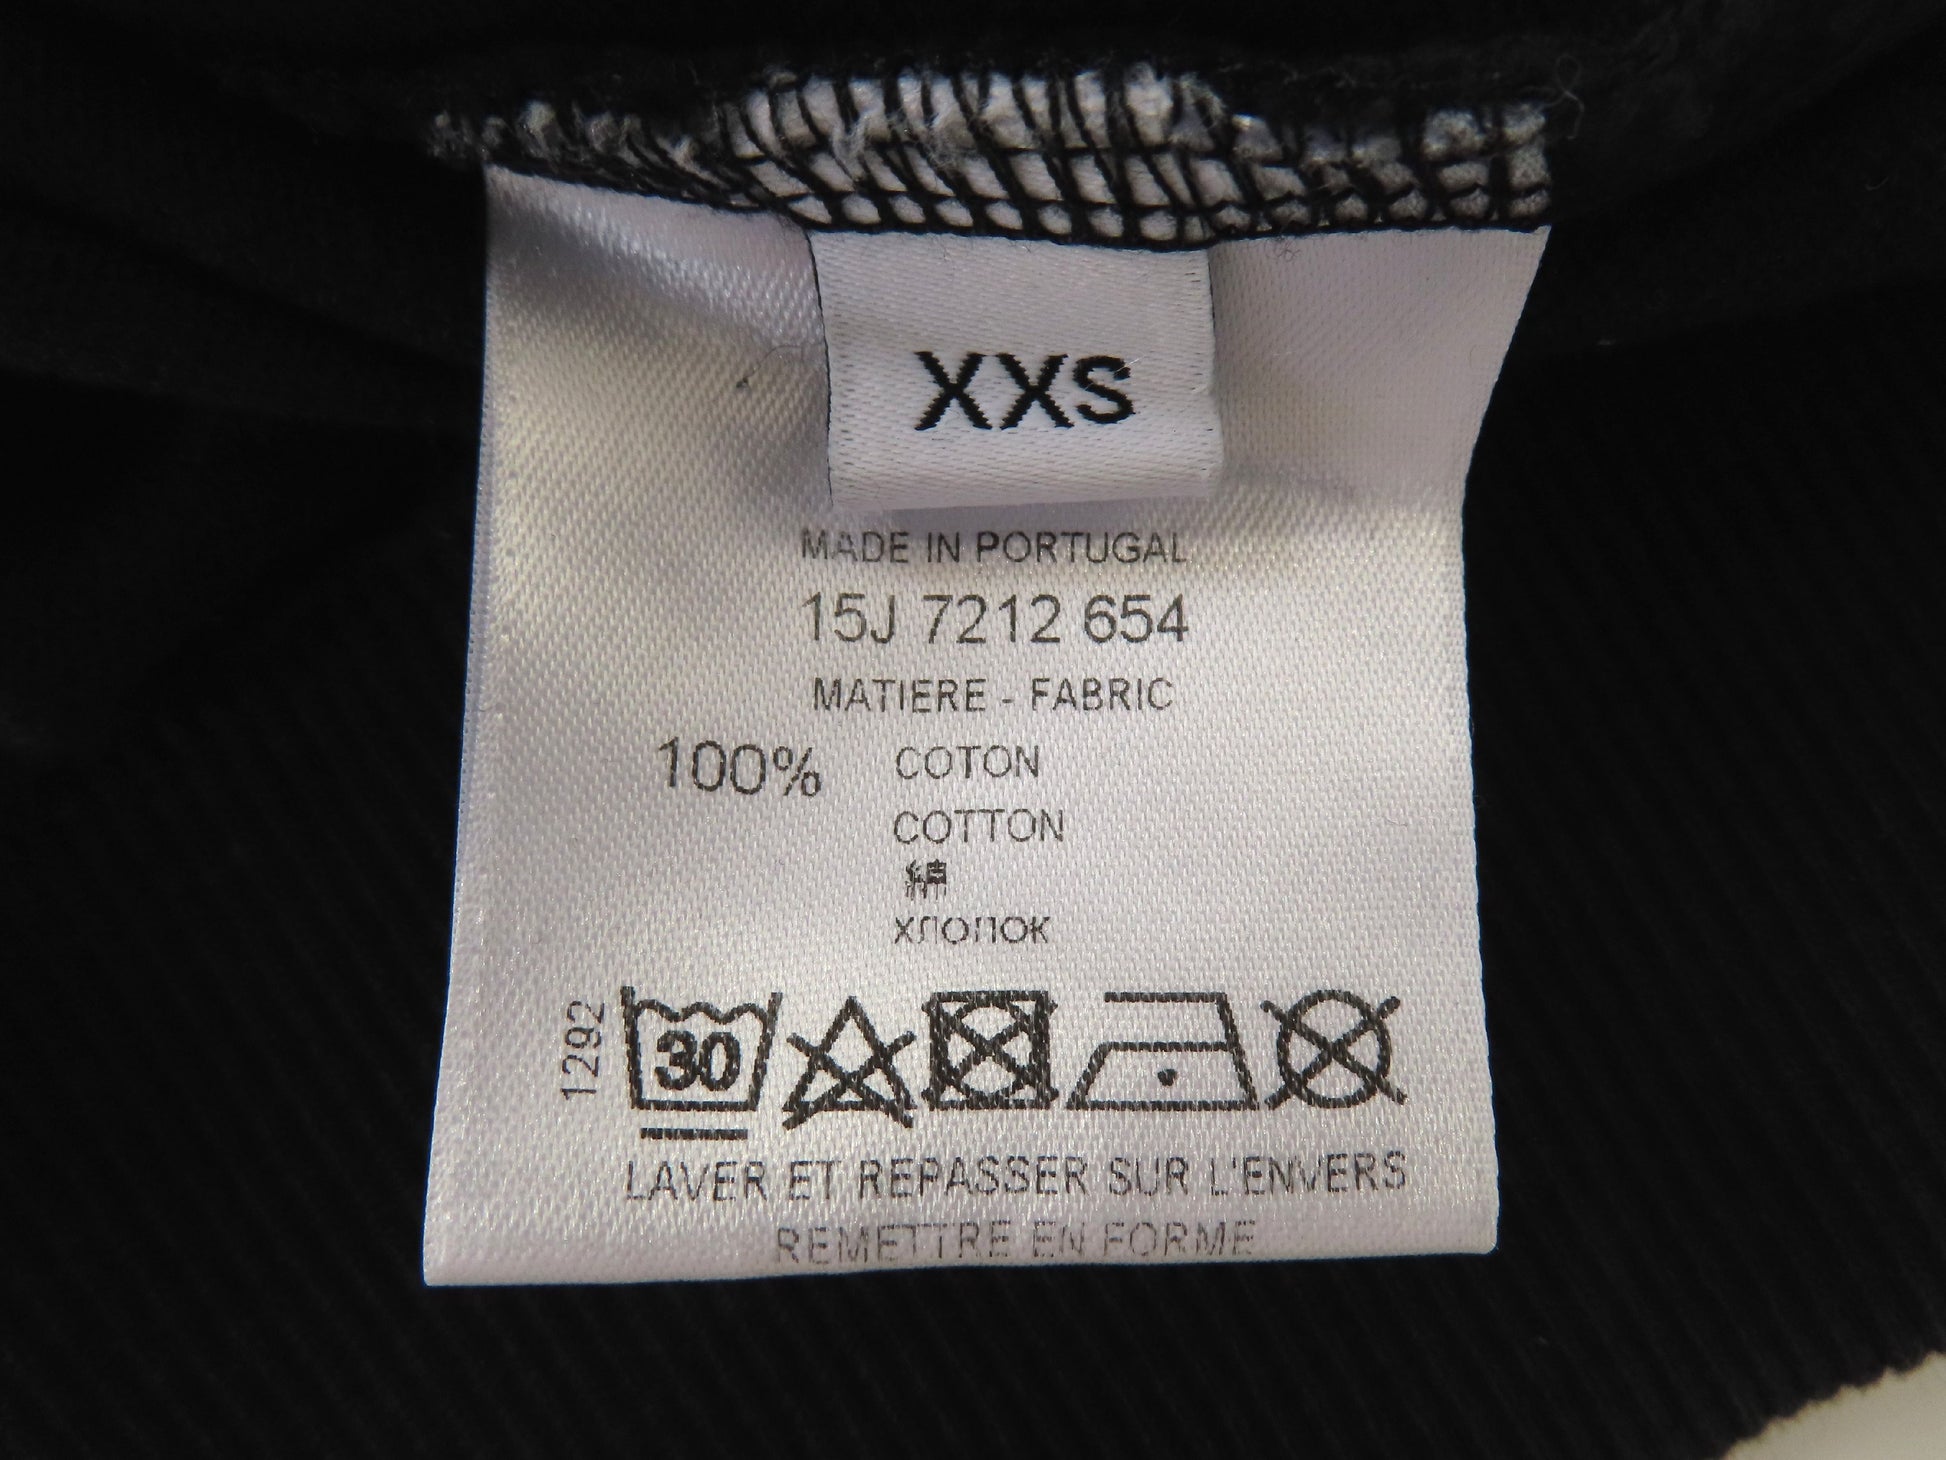 XXS
MADE IN PORTUGAL
15J 7212 654
MATIERE - FABRIC
100% COTON
COTTON
綿
ХЛОПОК
1292
30
LAVER ET REPASSER SUR L'ENVERS
REMETTRE EN FORME